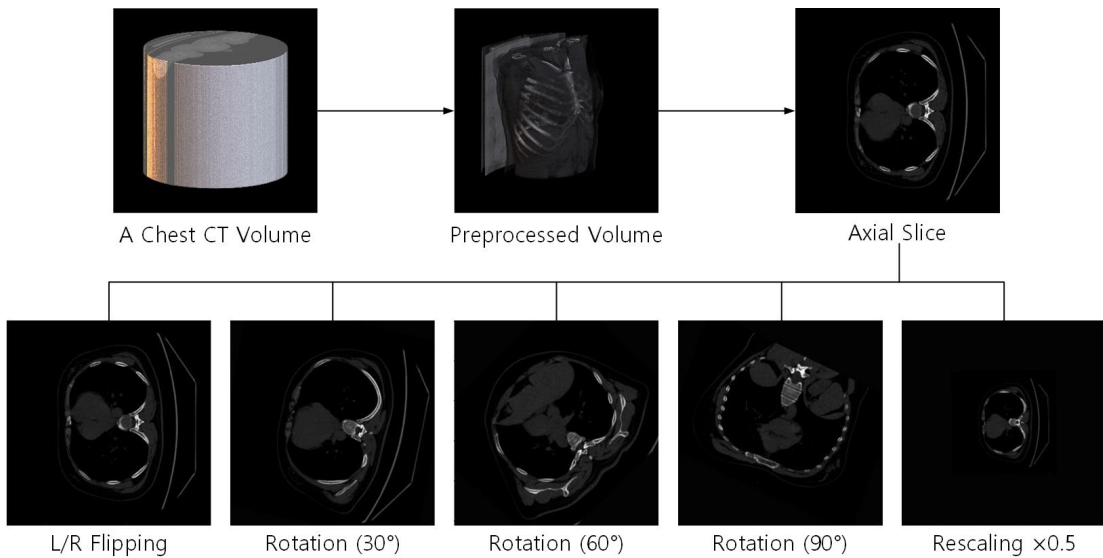 A Chest CT Volume
Preprocessed Volume
Axial Slice
L/R Flipping
Rotation (30°)
Rotation (60°)
Rotation (90°)
Rescaling ×0.5